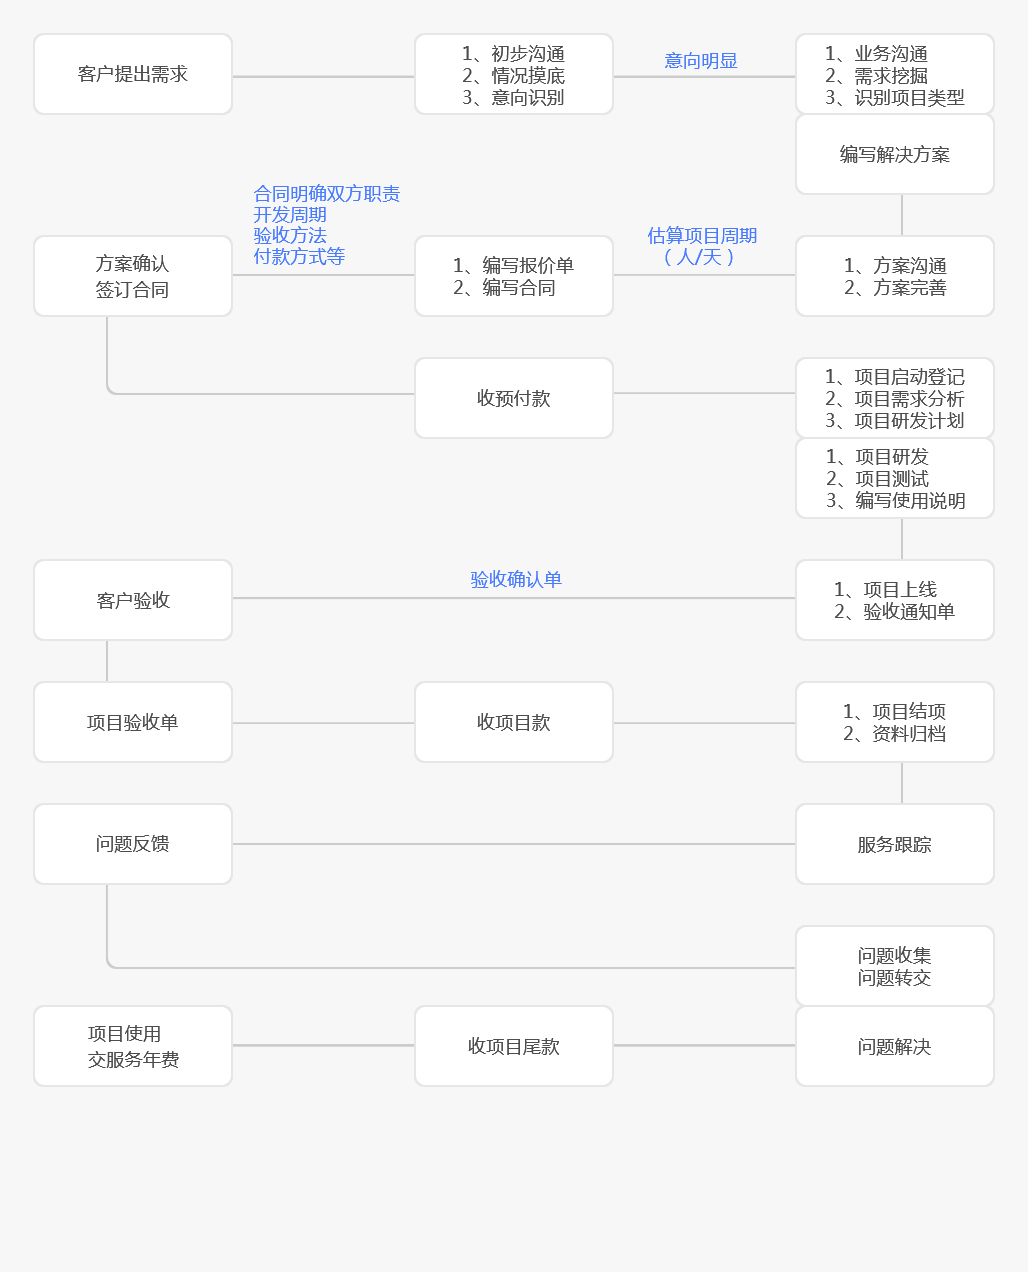 客户提出需求
1、初步沟通
2、情况摸底
3、意向识别
意向明显
1、业务沟通
2、需求挖掘
3、识别项目类型
编写解决方案
合同明确双方职责
开发周期
验收方法
付款方式等
方案确认
签订合同
1、编写报价单
2、编写合同
估算项目周期
（人/天）
1、方案沟通
2、方案完善
收预付款
1、项目启动登记
2、项目需求分析
3、项目研发计划
1、项目研发
2、项目测试
3、编写使用说明
客户验收
验收确认单
1、项目上线
2、验收通知单
项目验收单
收项目款
1、项目结项
2、资料归档
问题反馈
服务跟踪
问题收集
问题转交
项目使用
交服务年费
收项目尾款
问题解决